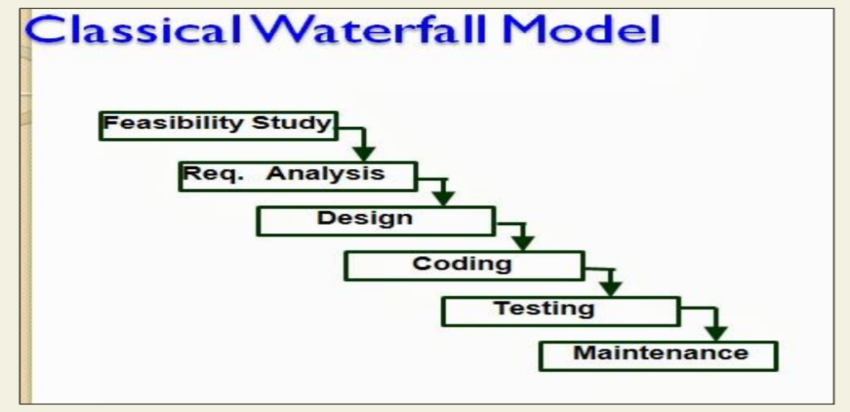 Classical Waterfall Model
Feasibility Study
Req. Analysis
Design
Coding
Testing
Maintenance